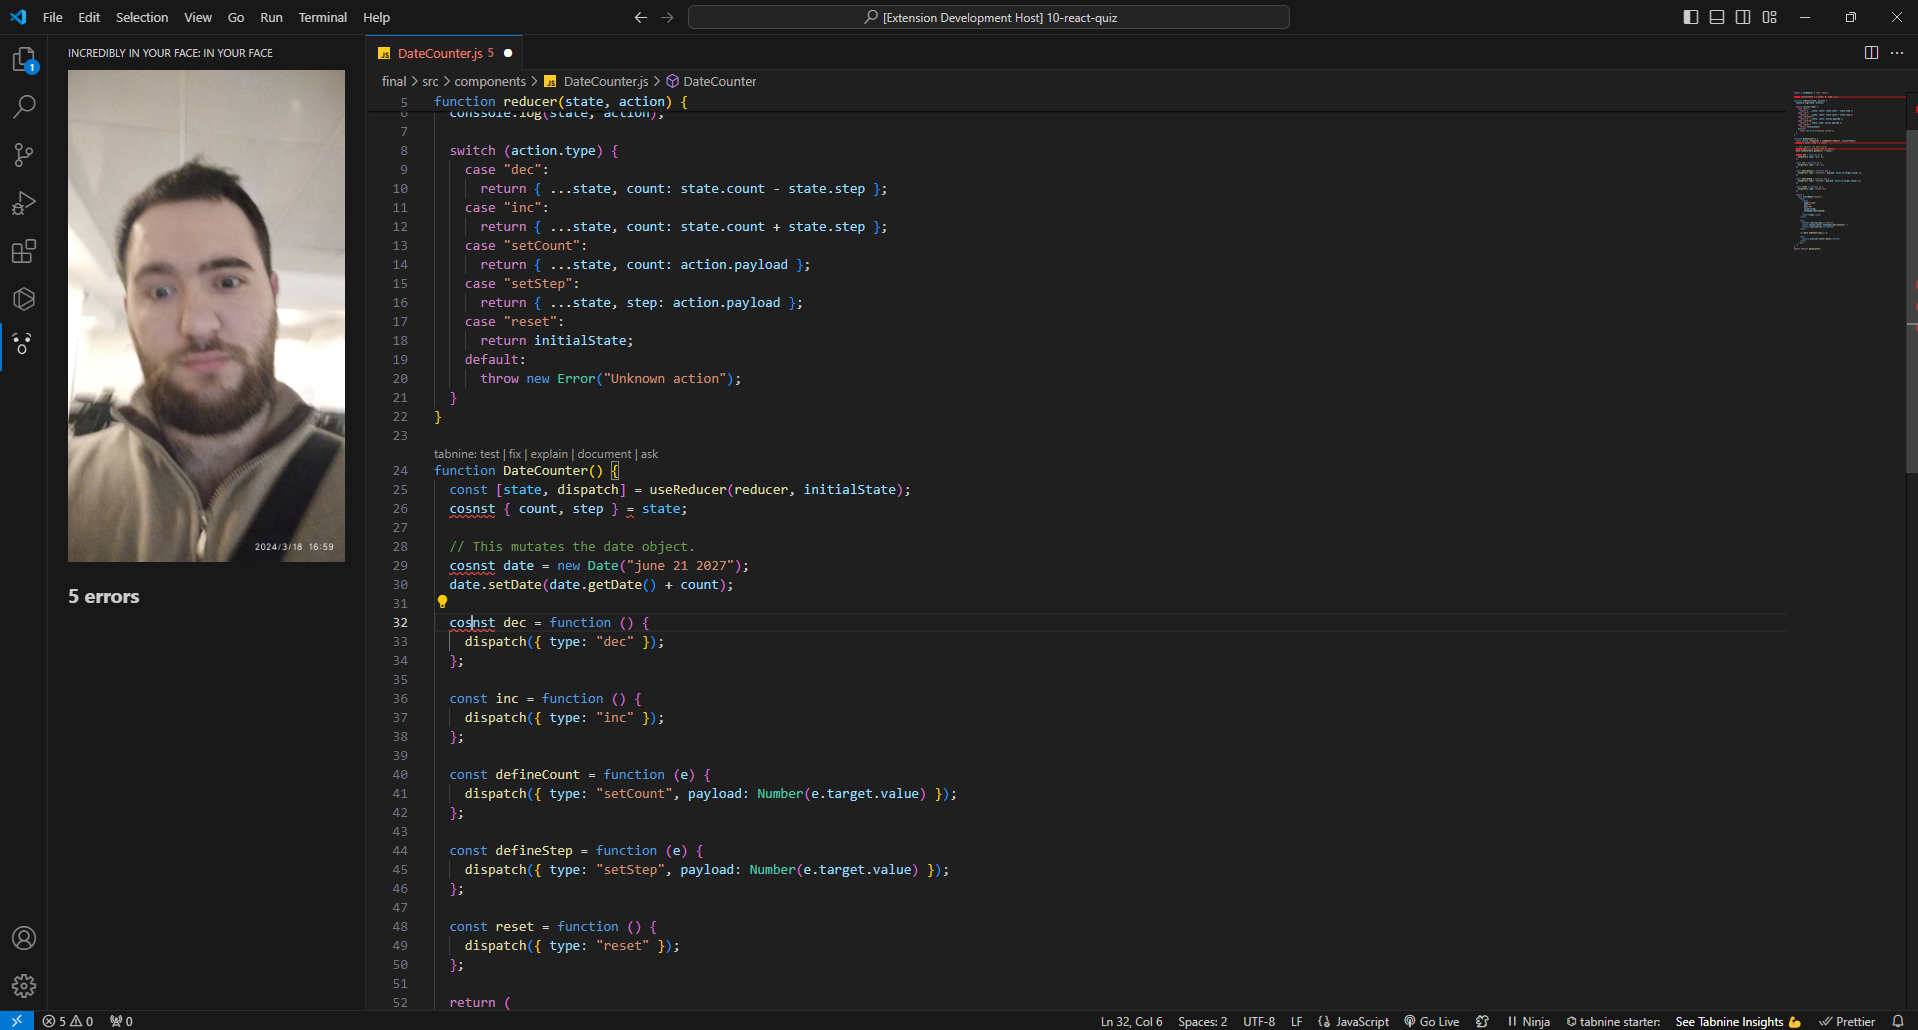 File Edit Selection View Go Run Terminal Help
[Extension Development Host] 10-react-quiz
INCREDIBLY IN YOUR FACE: IN YOUR FACE
1
2024/3/18 16:59
5 errors
JS DateCounter.js 5
final > src > components > JS DateCounter.js > DateCounter
5 function reducer(state, action) {
6 conssole.log(state, action);
7
8 switch (action.type) {
9 case "dec":
10 return { ...state, count: state.count - state.step };
11 case "inc":
12 return { ...state, count: state.count + state.step };
13 case "setCount":
14 return { ...state, count: action.payload };
15 case "setStep":
16 return { ...state, step: action.payload };
17 case "reset":
18 return initialState;
19 default:
20 throw new Error("Unknown action");
21 }
22 }
23
tabnine: test | fix | explain | document | ask
24 function DateCounter() {
25 const [state, dispatch] = useReducer(reducer, initialState);
26 cosnst { count, step } = state;
27
28 // This mutates the date object.
29 cosnst date = new Date("june 21 2027");
30 date.setDate(date.getDate() + count);
31
32 cosnst dec = function () {
33 dispatch({ type: "dec" });
34 };
35
36 const inc = function () {
37 dispatch({ type: "inc" });
38 };
39
40 const defineCount = function (e) {
41 dispatch({ type: "setCount", payload: Number(e.target.value) });
42 };
43
44 const defineStep = function (e) {
45 dispatch({ type: "setStep", payload: Number(e.target.value) });
46 };
47
48 const reset = function () {
49 dispatch({ type: "reset" });
50 };
51
52 return (
5 0 0
Ln 32, Col 6 Spaces: 2 UTF-8 LF {} JavaScript Go Live Ninja tabnine starter: See Tabnine Insights 💪 Prettier